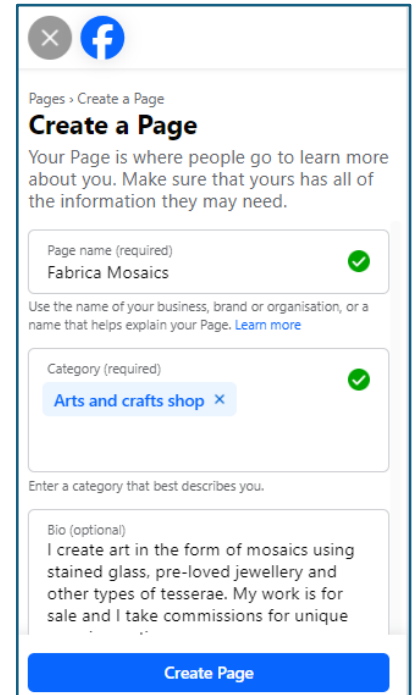 Pages › Create a Page
Create a Page
Your Page is where people go to learn more
about you. Make sure that yours has all of
the information they may need.
Page name (required)
Fabrica Mosaics
Use the name of your business, brand or organisation, or a
name that helps explain your Page. Learn more
Category (required)
Arts and crafts shop ×
Enter a category that best describes you.
Bio (optional)
I create art in the form of mosaics using
stained glass, pre-loved jewellery and
other types of tesserae. My work is for
sale and I take commissions for unique
Create Page